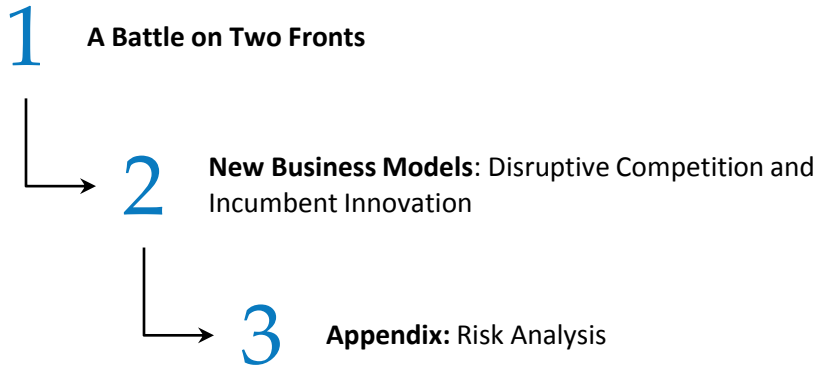 1 A Battle on Two Fronts
2 New Business Models: Disruptive Competition and
Incumbent Innovation
3 Appendix: Risk Analysis